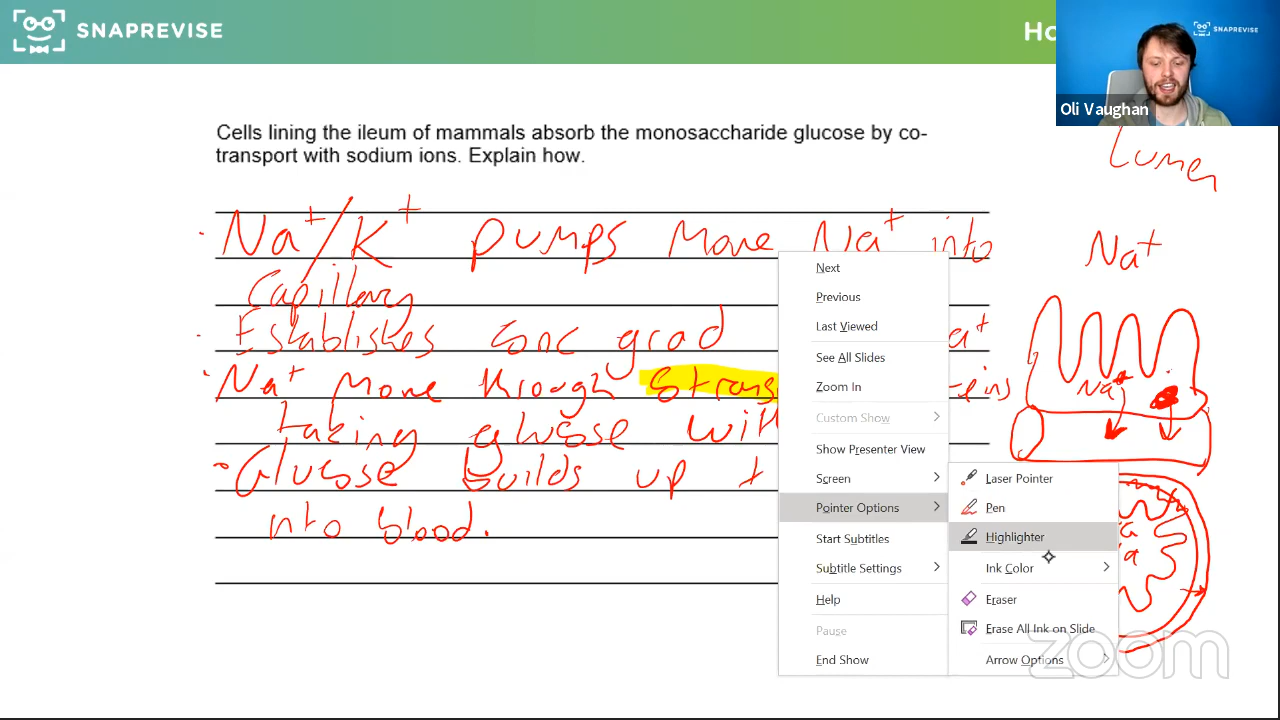 SNAPREVISE
Ho
SNAPREVISE
Oli Vaughan
Cells lining the ileum of mammals absorb the monosaccharide glucose by co-
transport with sodium ions. Explain how.
Lumen
· Na+/K+ pumps move Na+ into
Capillary
· Establishes conc grad a+
· Na+ move through
taking glucose with
· Glucose builds up +
into blood.
Na+
Na+
Next
Previous
Last Viewed
See All Slides
Zoom In
Custom Show
Show Presenter View
Screen
Pointer Options
Start Subtitles
Subtitle Settings
Help
Pause
End Show
Laser Pointer
Pen
Highlighter
Ink Color
Eraser
Erase All Ink on Slide
Arrow Options
zoom